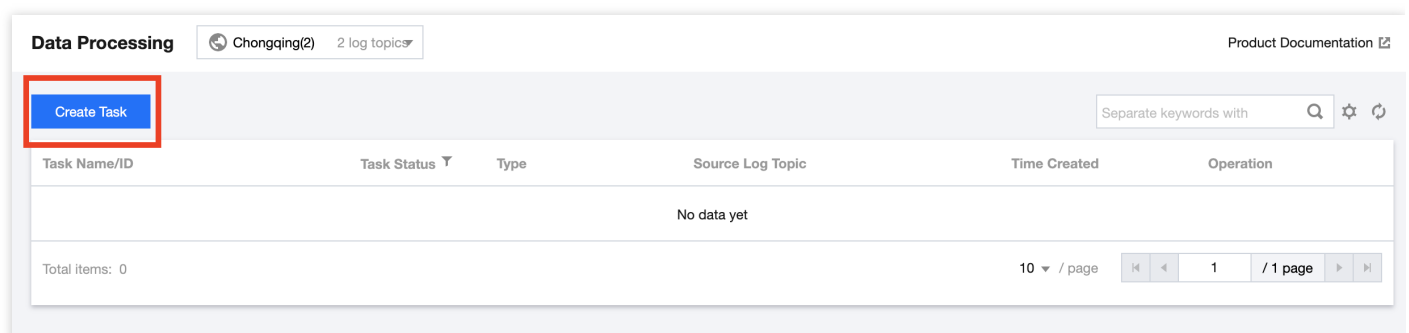 Data Processing Chongqing(2) 2 log topics Product Documentation
Create Task Separate keywords with
Task Name/ID Task Status Type Source Log Topic Time Created Operation
No data yet
Total items: 0 10 / page 1 / 1 page